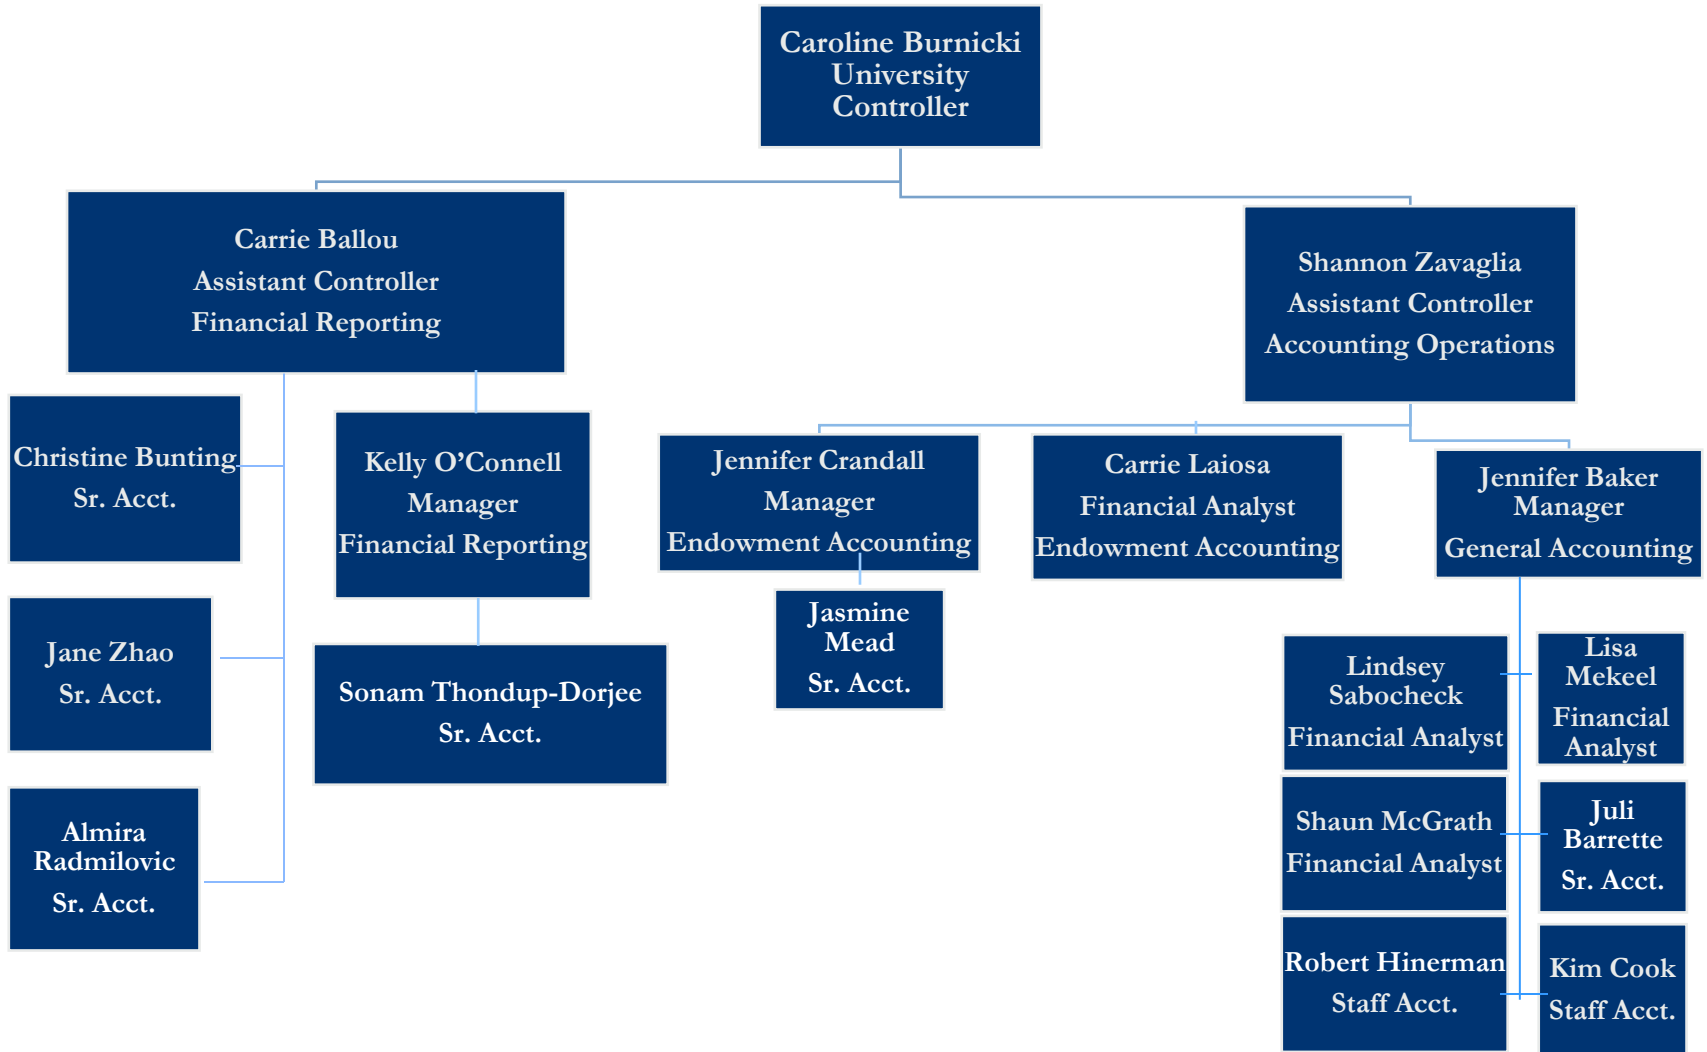 Caroline Burnicki
University
Controller
Carrie Ballou
Assistant Controller
Financial Reporting
Shannon Zavaglia
Assistant Controller
Accounting Operations
Christine Bunting
Sr. Acct.
Kelly O’Connell
Manager
Financial Reporting
Jennifer Crandall
Manager
Endowment Accounting
Carrie Laiosa
Financial Analyst
Endowment Accounting
Jennifer Baker
Manager
General Accounting
Jane Zhao
Sr. Acct.
Sonam Thondup-Dorjee
Sr. Acct.
Jasmine
Mead
Sr. Acct.
Lindsey
Sabocheck
Financial Analyst
Lisa
Mekeel
Financial
Analyst
Almira
Radmilovic
Sr. Acct.
Shaun McGrath
Financial Analyst
Juli
Barrette
Sr. Acct.
Robert Hinerman
Staff Acct.
Kim Cook
Staff Acct.